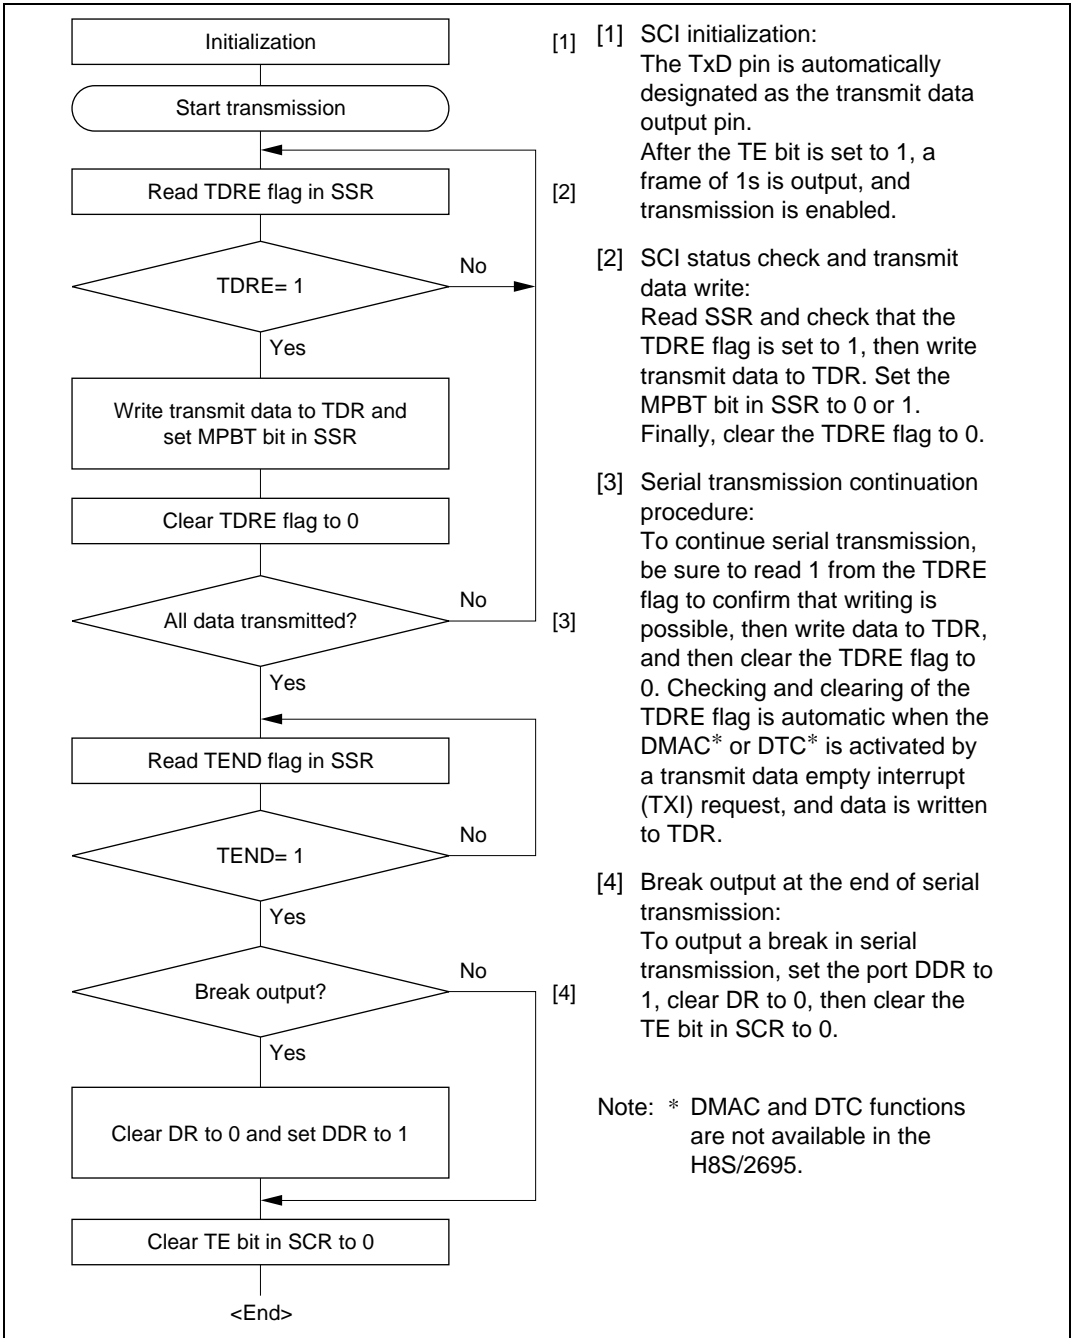 Initialization
[1]
Start transmission
Read TDRE flag in SSR
[2]
TDRE= 1
No
Yes
Write transmit data to TDR and
set MPBT bit in SSR
Clear TDRE flag to 0
All data transmitted?
No
[3]
Yes
Read TEND flag in SSR
TEND= 1
No
Yes
Break output?
No
[4]
Yes
Clear DR to 0 and set DDR to 1
Clear TE bit in SCR to 0
<End>
[1] SCI initialization:
The TxD pin is automatically
designated as the transmit data
output pin.
After the TE bit is set to 1, a
frame of 1s is output, and
transmission is enabled.
[2] SCI status check and transmit
data write:
Read SSR and check that the
TDRE flag is set to 1, then write
transmit data to TDR. Set the
MPBT bit in SSR to 0 or 1.
Finally, clear the TDRE flag to 0.
[3] Serial transmission continuation
procedure:
To continue serial transmission,
be sure to read 1 from the TDRE
flag to confirm that writing is
possible, then write data to TDR,
and then clear the TDRE flag to
0. Checking and clearing of the
TDRE flag is automatic when the
DMAC* or DTC* is activated by
a transmit data empty interrupt
(TXI) request, and data is written
to TDR.
[4] Break output at the end of serial
transmission:
To output a break in serial
transmission, set the port DDR to
1, clear DR to 0, then clear the
TE bit in SCR to 0.
Note: * DMAC and DTC functions
are not available in the
H8S/2695.